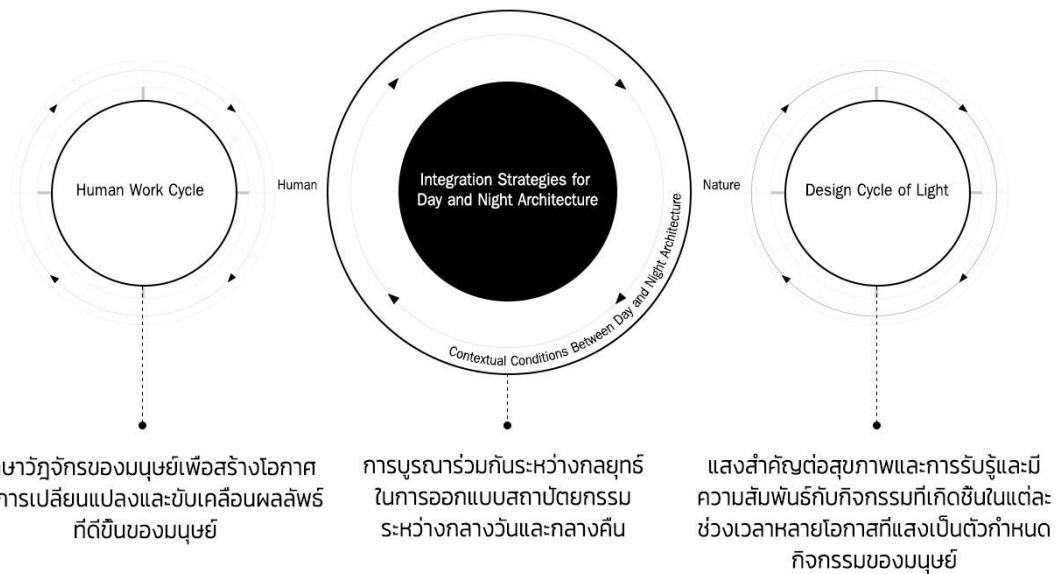 Human Work Cycle
Human
Integration Strategies for
Day and Night Architecture
Contextual Conditions Between Day and Night Architecture
Nature
Design Cycle of Light
ษาวัฎจักรของมนุษย์เพื่อสร้างโอกาศ
การเปลี่ยนแปลงและขับเคลื่อนผลลัพธ์
ที่ดีขึ้นของมนุษย์
การบูรณาร่วมกันระหว่างกลยุทธ์
ในการออกแบบสถาปัตยกรรม
ระหว่างกลางวันและกลางคืน
แสงสำคัญต่อสุขภาพและการรับรู้และมี
ความสัมพันธ์กับกิจกรรมที่เกิดขึ้นในแต่ละ
ช่วงเวลาหลายโอกาสที่แสงเป็นตัวกำหนด
กิจกรรมของมนุษย์